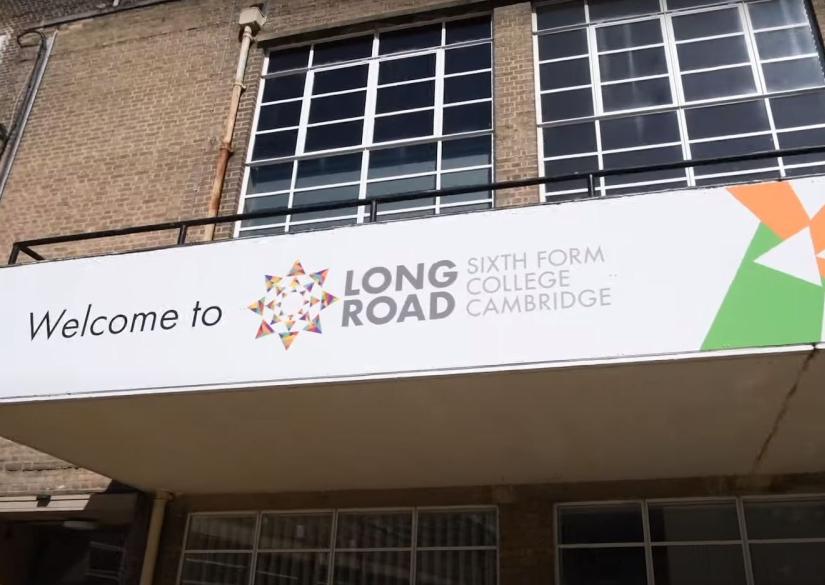 Welcome to
LONG ROAD
SIXTH FORM
COLLEGE
CAMBRIDGE